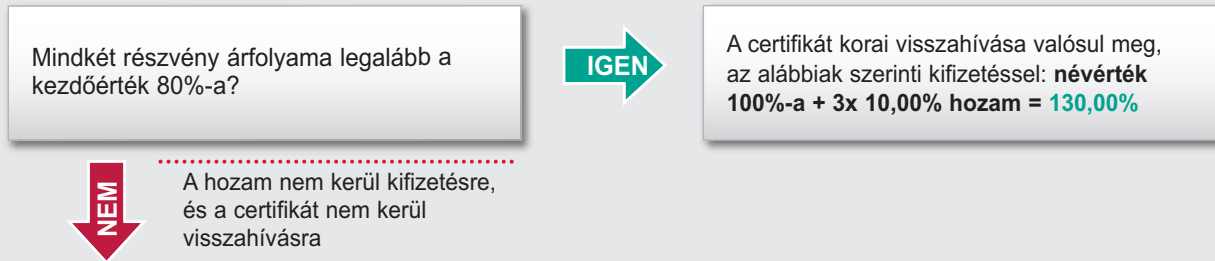 Mindkét részvény árfolyama legalább a
kezdőérték 80%-a?
IGEN
A certifikát korai visszahívása valósul meg,
az alábbiak szerinti kifizetéssel: névérték
100%-a + 3x 10,00% hozam = 130,00%
NEM
A hozam nem kerül kifizetésre,
és a certifikát nem kerül
visszahívásra